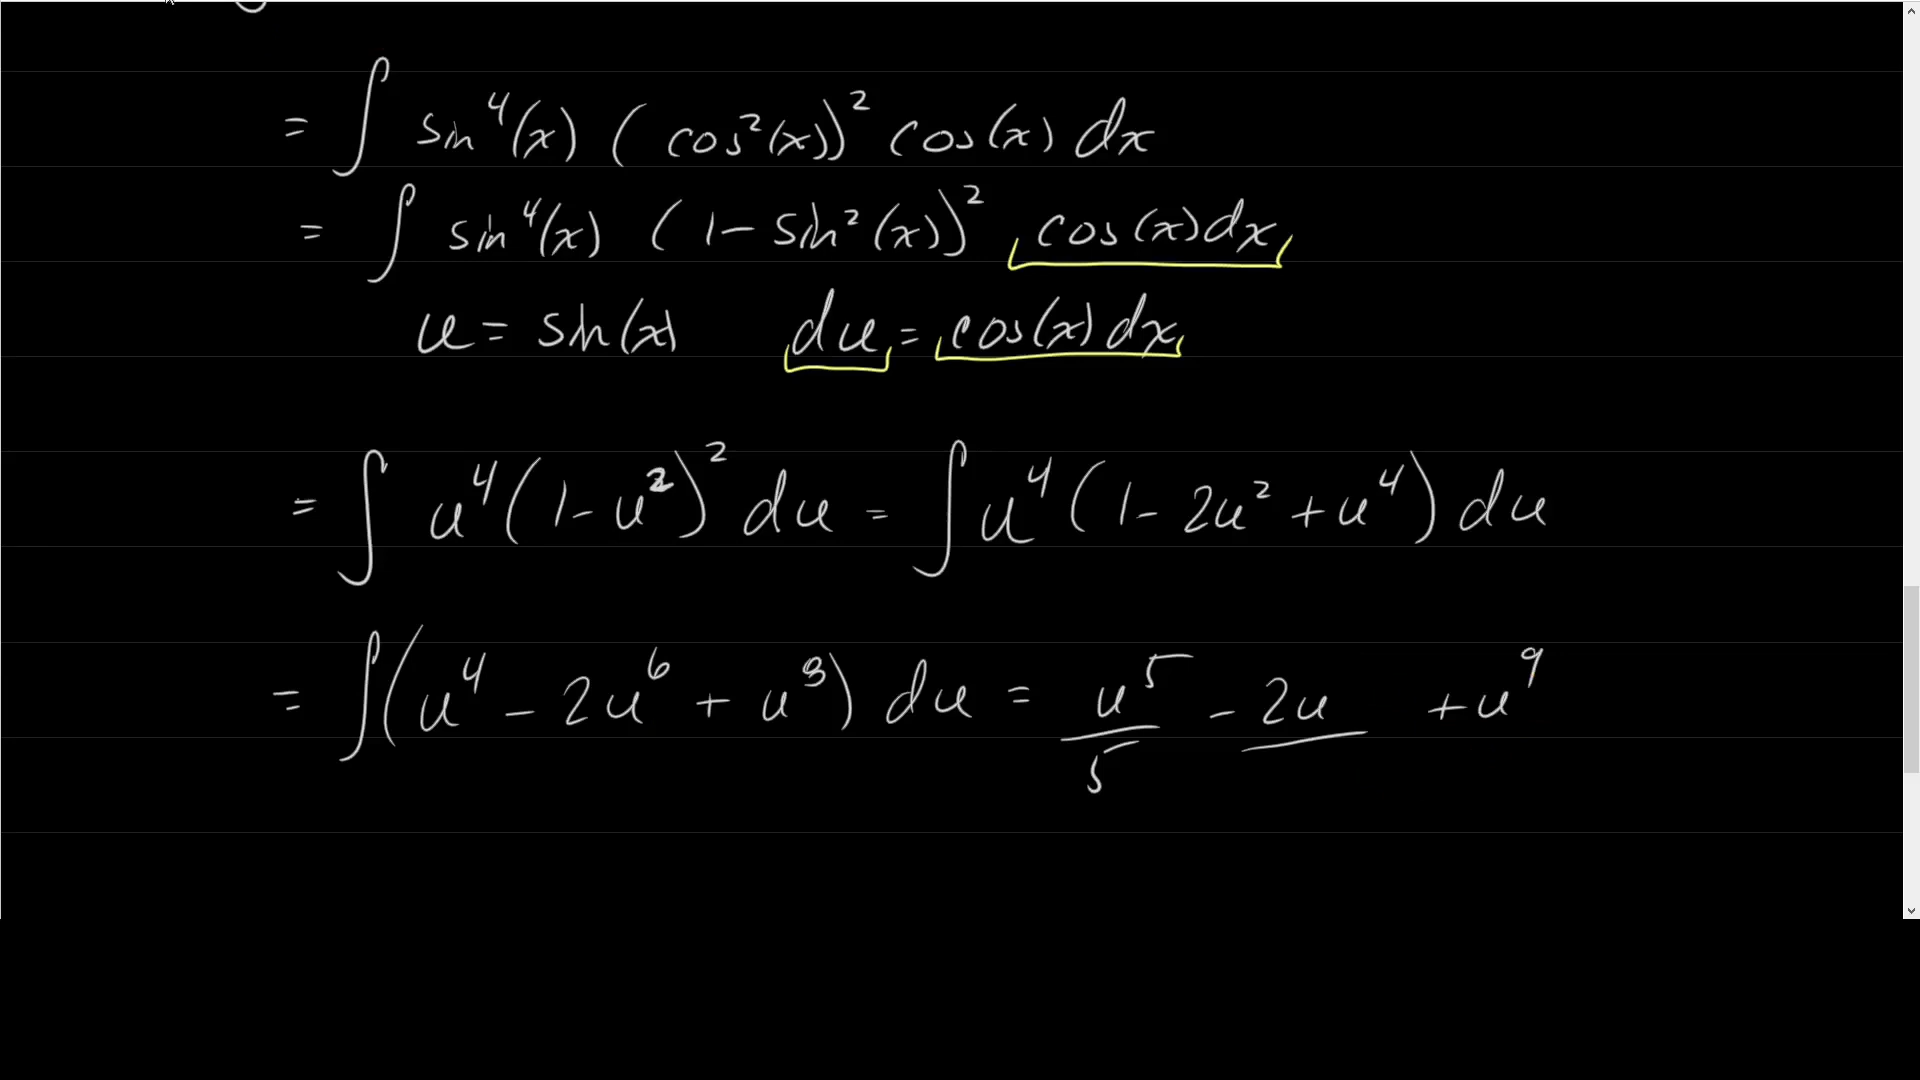 = ∫ sin⁴(x) (cos²(x))² cos(x) dx
= ∫ sin⁴(x) (1 - sin²(x))² cos(x) dx
u = sin(x) du = cos(x) dx
= ∫ u⁴(1 - u²)² du = ∫ u⁴(1 - 2u² + u⁴) du
= ∫(u⁴ - 2u⁶ + u⁸) du = u⁵/5 - 2u/ + u⁹